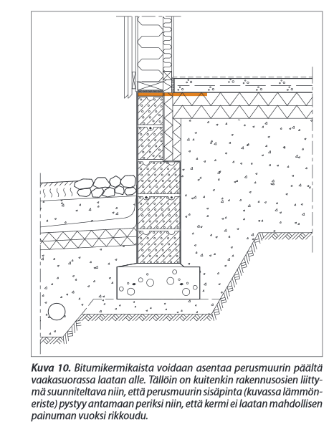 Kuva 10. Bitumikermikaista voidaan asentaa perusmuurin päältä
vaakasuorassa laatan alle. Tällöin on kuitenkin rakennusosien liitty-
mä suunniteltava niin, että perusmuurin sisäpinta (kuvassa lämmön-
eriste) pystyy antamaan periksi niin, että kermi ei laatan mahdollisen
painuman vuoksi rikkoudu.